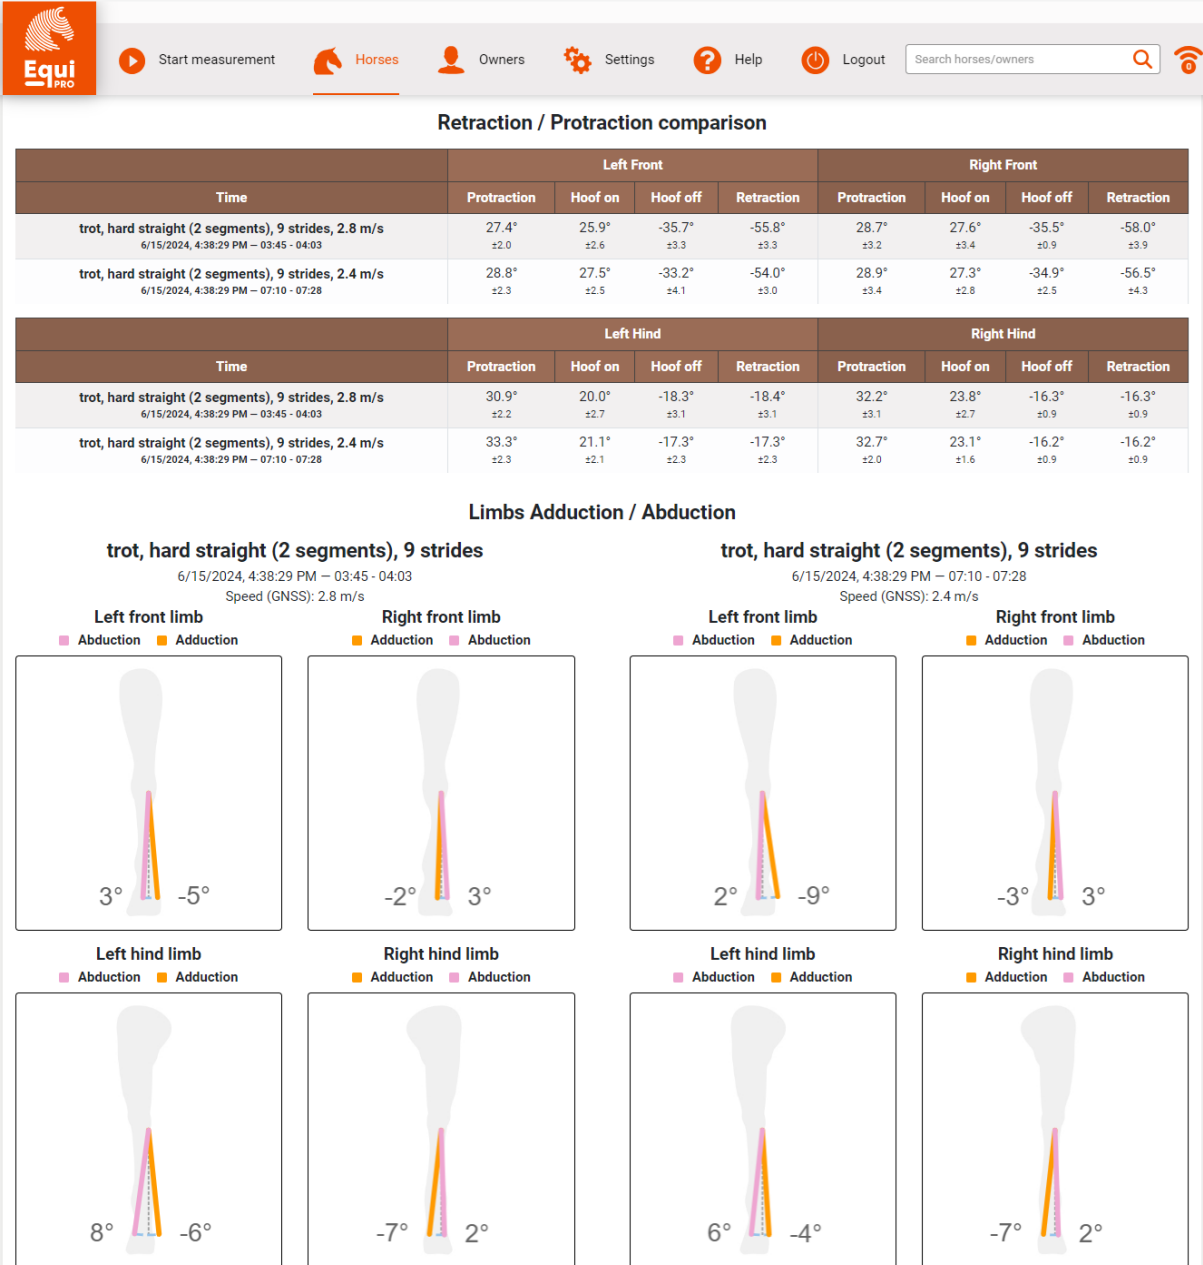 Equi
PRO
Start measurement
Horses
Owners
Settings
Help
Logout
Search horses/owners
0
Retraction / Protraction comparison
Left Front Right Front
Time Protraction Hoof on Hoof off Retraction Protraction Hoof on Hoof off Retraction
trot, hard straight (2 segments), 9 strides, 2.8 m/s 27.4° 25.9° -35.7° -55.8° 28.7° 27.6° -35.5° -58.0°
6/15/2024, 4:38:29 PM — 03:45 - 04:03 ±2.0 ±2.6 ±3.3 ±3.3 ±3.2 ±3.4 ±0.9 ±3.9
trot, hard straight (2 segments), 9 strides, 2.4 m/s 28.8° 27.5° -33.2° -54.0° 28.9° 27.3° -34.9° -56.5°
6/15/2024, 4:38:29 PM — 07:10 - 07:28 ±2.3 ±2.5 ±4.1 ±3.0 ±3.4 ±2.8 ±2.5 ±4.3
Left Hind Right Hind
Time Protraction Hoof on Hoof off Retraction Protraction Hoof on Hoof off Retraction
trot, hard straight (2 segments), 9 strides, 2.8 m/s 30.9° 20.0° -18.3° -18.4° 32.2° 23.8° -16.3° -16.3°
6/15/2024, 4:38:29 PM — 03:45 - 04:03 ±2.2 ±2.7 ±3.1 ±3.1 ±3.1 ±2.7 ±0.9 ±0.9
trot, hard straight (2 segments), 9 strides, 2.4 m/s 33.3° 21.1° -17.3° -17.3° 32.7° 23.1° -16.2° -16.2°
6/15/2024, 4:38:29 PM — 07:10 - 07:28 ±2.3 ±2.1 ±2.3 ±2.3 ±2.0 ±1.6 ±0.9 ±0.9
Limbs Adduction / Abduction
trot, hard straight (2 segments), 9 strides
6/15/2024, 4:38:29 PM — 03:45 - 04:03
Speed (GNSS): 2.8 m/s
Left front limb Right front limb
Abduction Adduction Adduction Abduction
3° -5° -2° 3°
Left hind limb Right hind limb
Abduction Adduction Adduction Abduction
8° -6° -7° 2°
trot, hard straight (2 segments), 9 strides
6/15/2024, 4:38:29 PM — 07:10 - 07:28
Speed (GNSS): 2.4 m/s
Left front limb Right front limb
Abduction Adduction Adduction Abduction
2° -9° -3° 3°
Left hind limb Right hind limb
Abduction Adduction Adduction Abduction
6° -4° -7° 2°